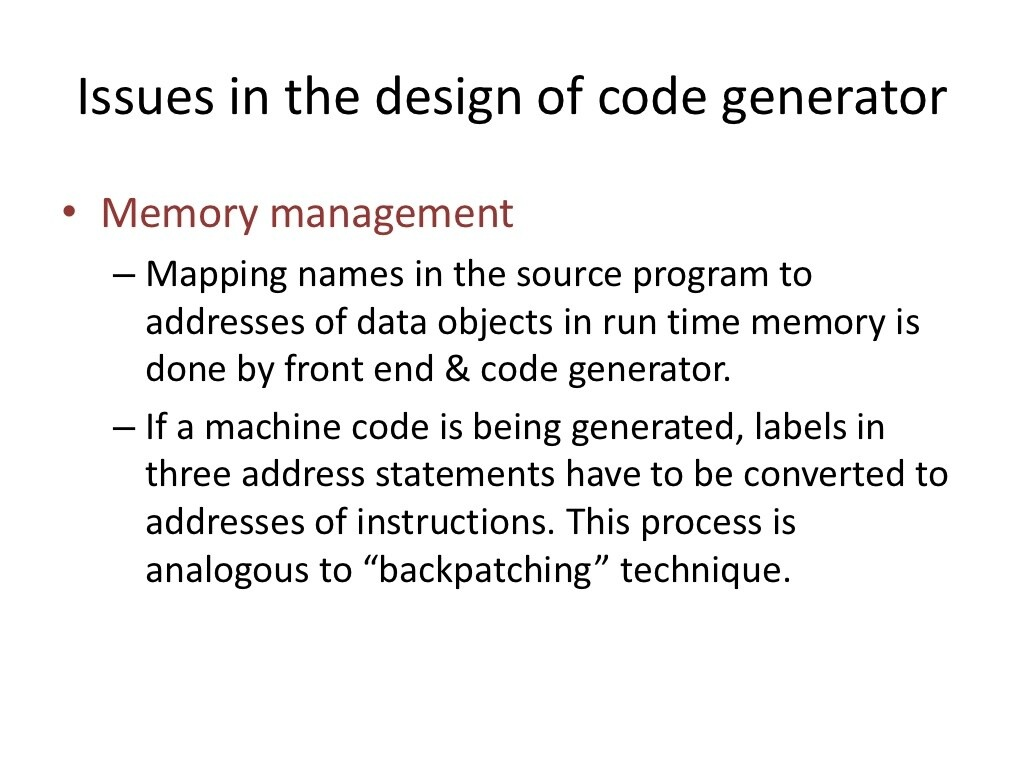 Issues in the design of code generator
• Memory management
– Mapping names in the source program to
addresses of data objects in run time memory is
done by front end & code generator.
– If a machine code is being generated, labels in
three address statements have to be converted to
addresses of instructions. This process is
analogous to “backpatching” technique.